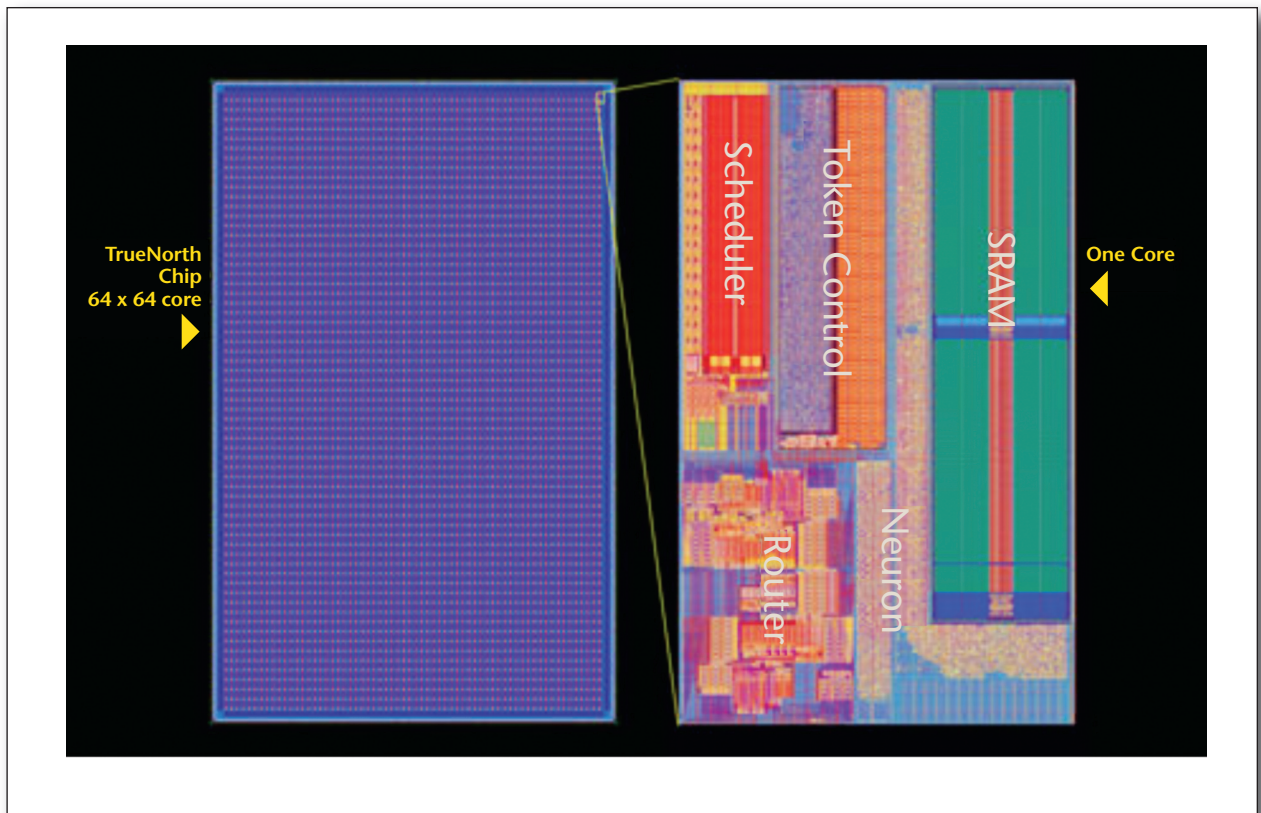 TrueNorth
Chip
64 x 64 core
Scheduler
Token Control
SRAM
One Core
Router
Neuron